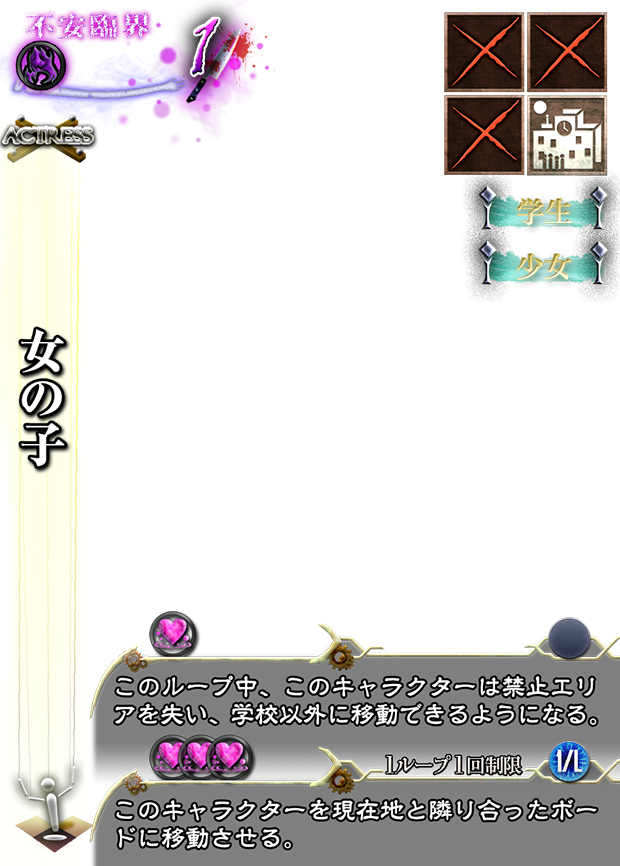 不安臨界
1
ACTRESS
学生
少女
女の子
このループ中、このキャラクターは禁止エリ
アを失い、学校以外に移動できるようになる。
1ループ1回制限
1/L
このキャラクターを現在地と隣り合ったボー
ドに移動させる。